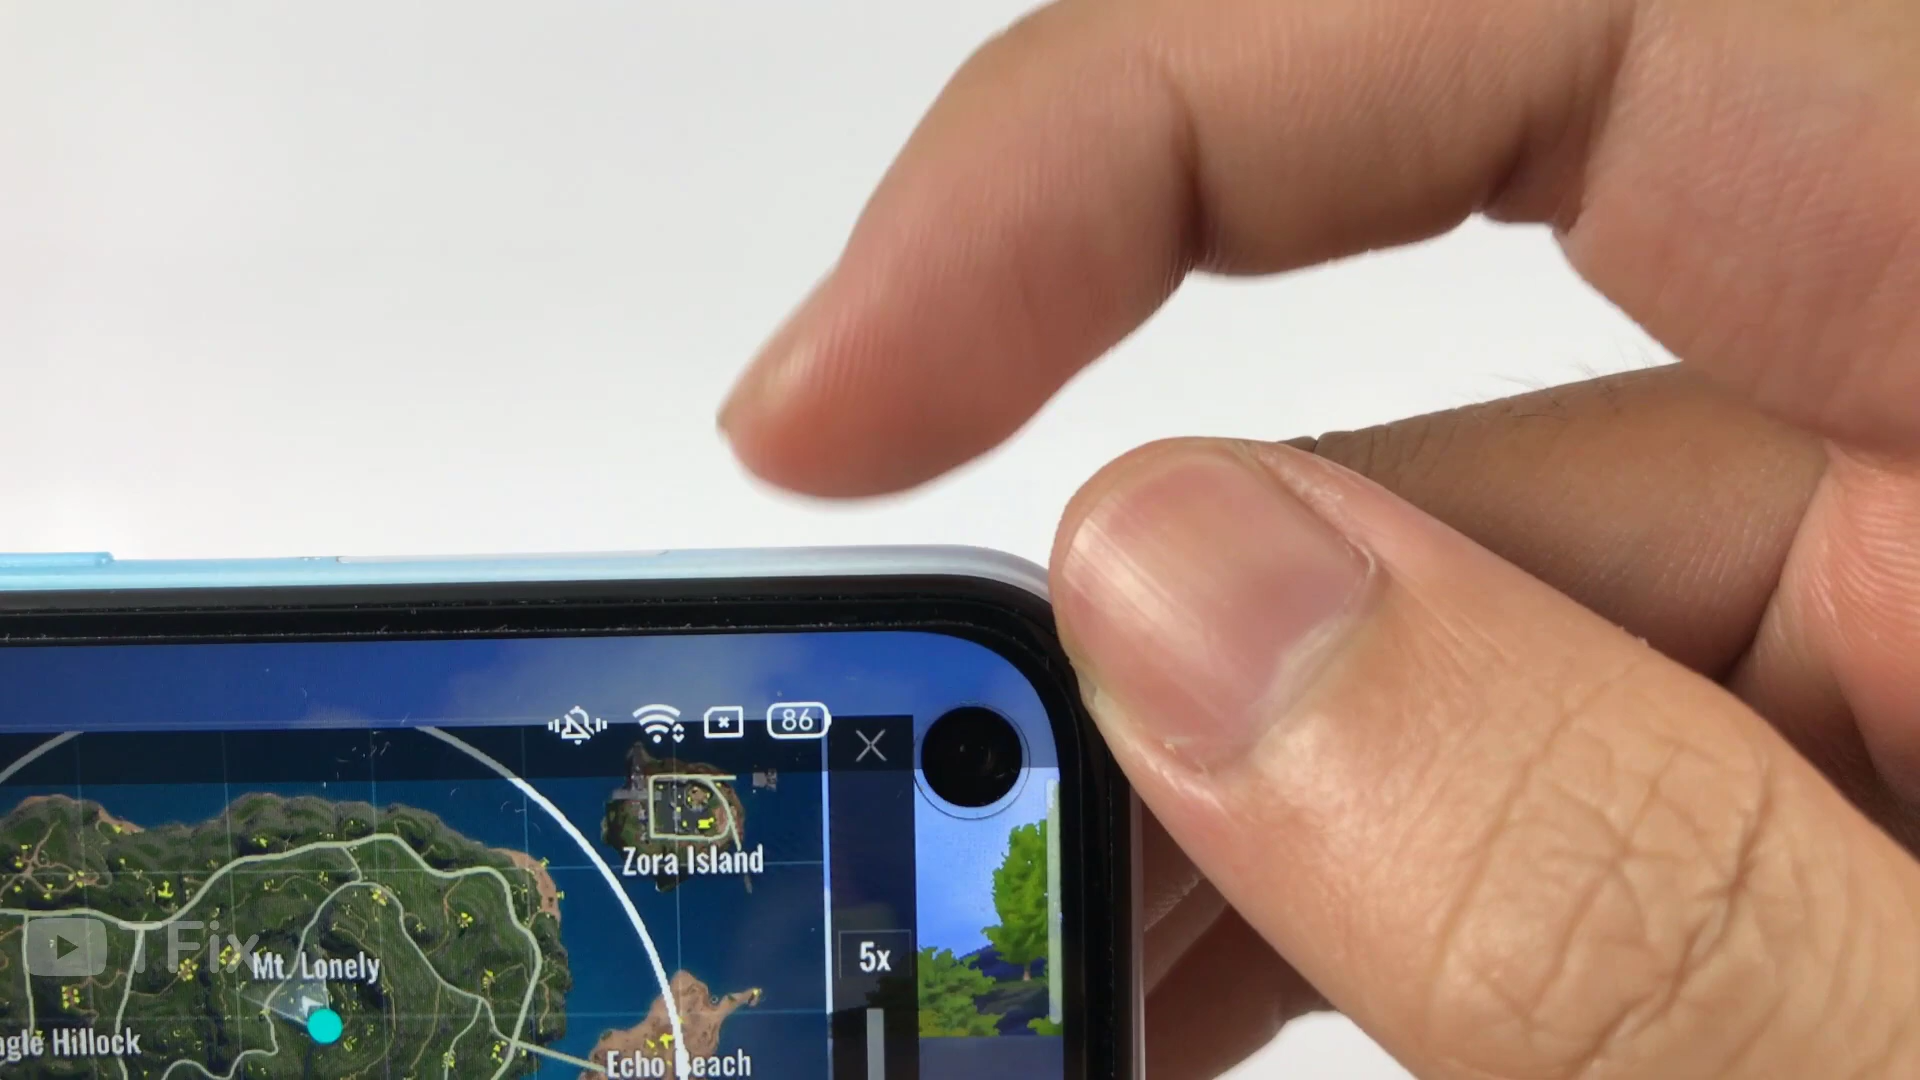 86
Zora Island
5x
TFix
Mt. Lonely
ngle Hillock
Echo Beach